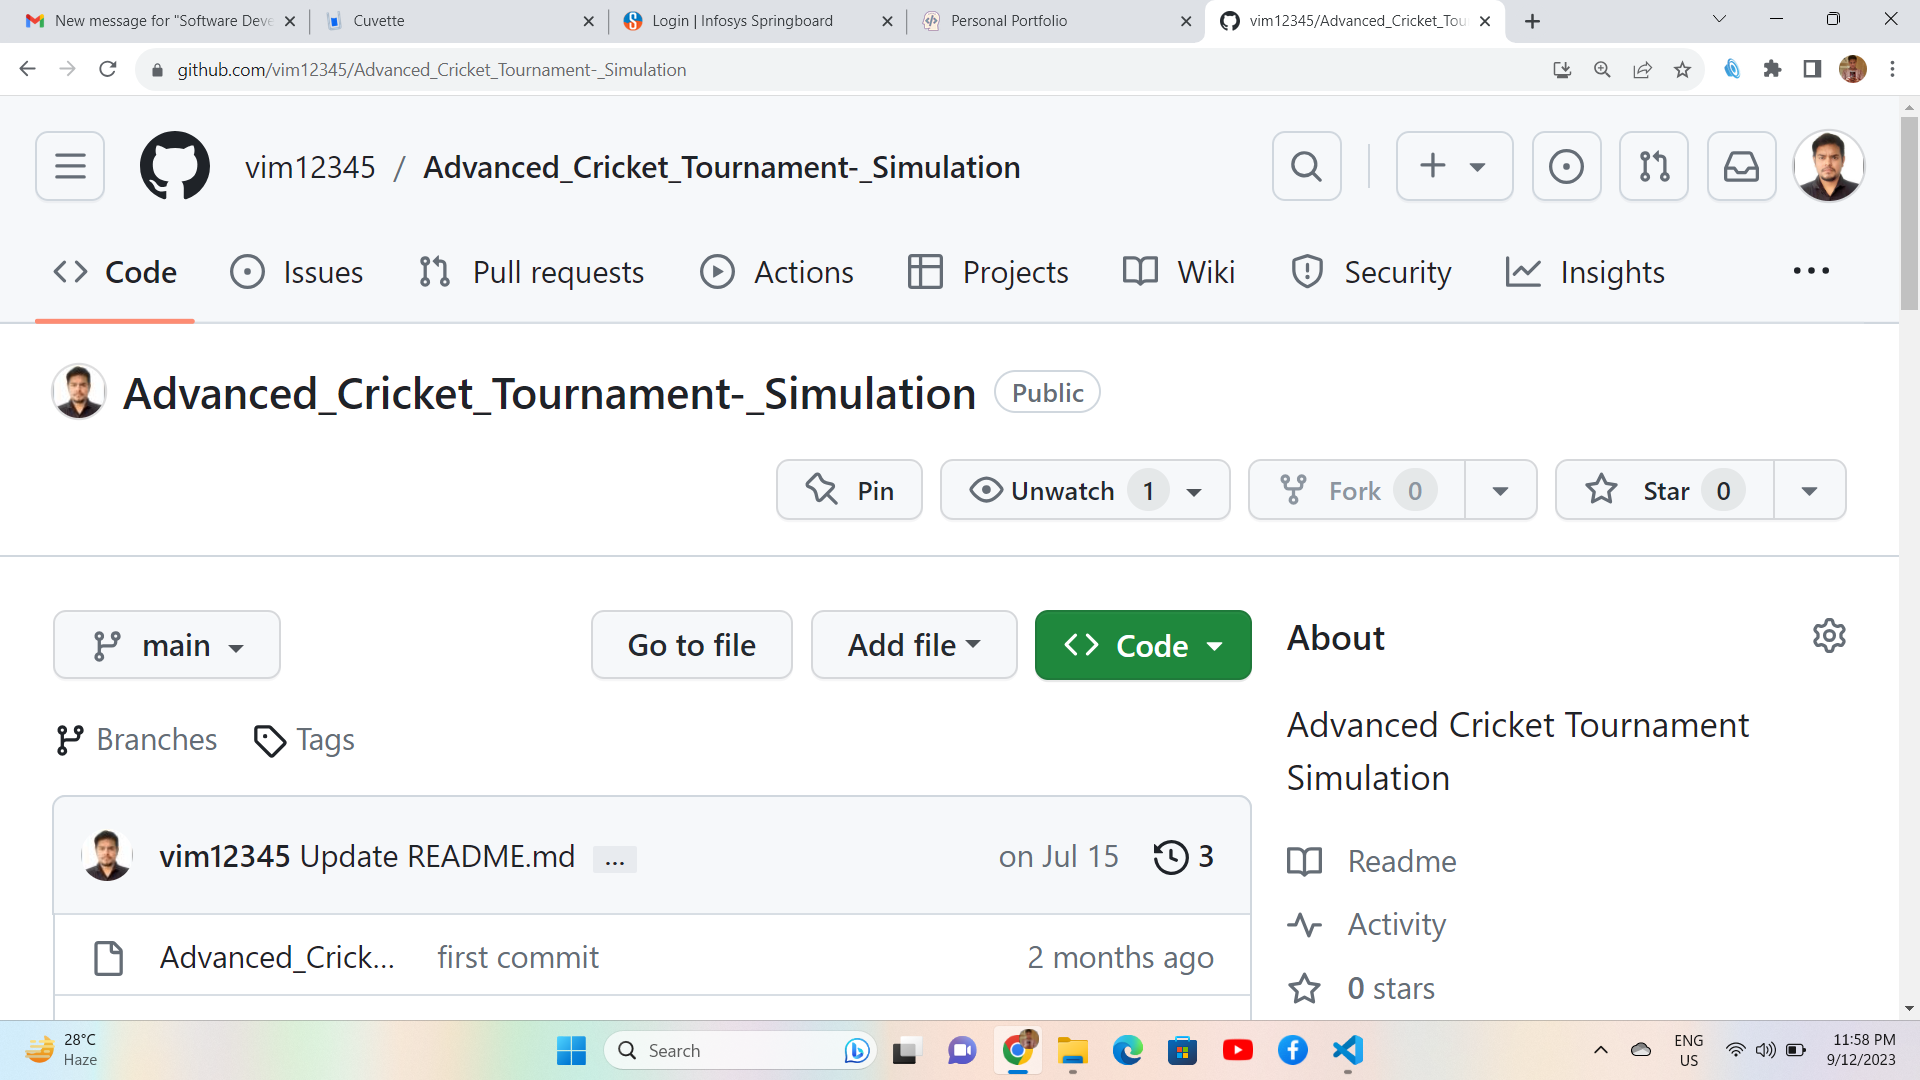 New message for "Software Deve
Cuvette
Login | Infosys Springboard
Personal Portfolio
vim12345/Advanced_Cricket_Tou
github.com/vim12345/Advanced_Cricket_Tournament-_Simulation
vim12345 / Advanced_Cricket_Tournament-_Simulation
Code Issues Pull requests Actions Projects Wiki Security Insights
Advanced_Cricket_Tournament-_Simulation Public
Pin Unwatch 1 Fork 0 Star 0
main Go to file Add file Code
Branches Tags
vim12345 Update README.md ... on Jul 15 3
Advanced_Crick... first commit 2 months ago
About
Advanced Cricket Tournament
Simulation
Readme
Activity
0 stars
28°C
Haze
Search
ENG
US
11:58 PM
9/12/2023